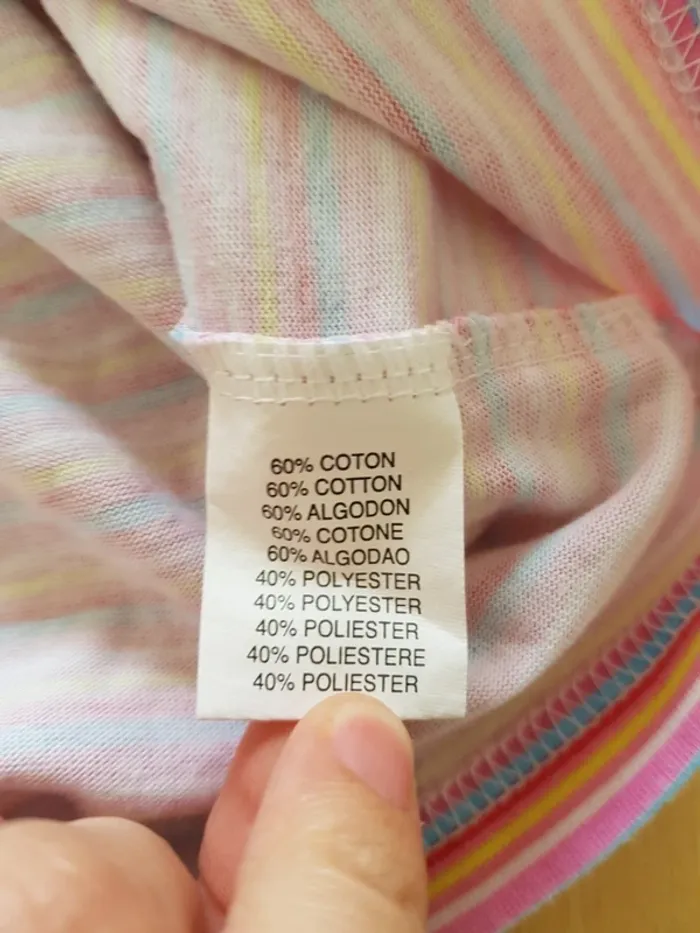 60% COTON
60% COTTON
60% ALGODON
60% COTONE
60% ALGODAO
40% POLYESTER
40% POLYESTER
40% POLIESTER
40% POLIESTERE
40% POLIESTER